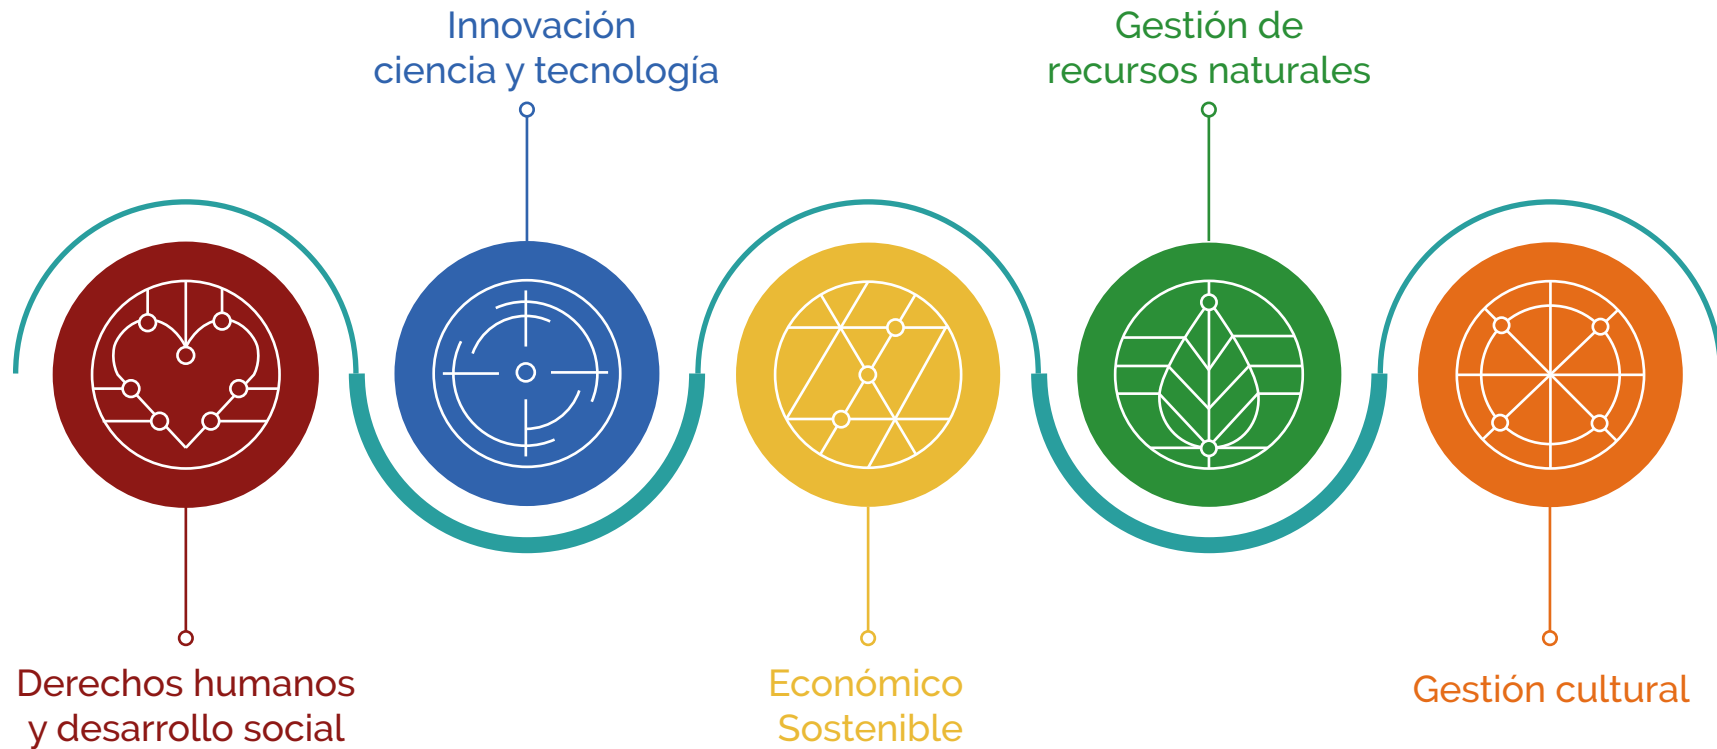 Innovación
ciencia y tecnología
Gestión de
recursos naturales
Derechos humanos
y desarrollo social
Económico
Sostenible
Gestión cultural